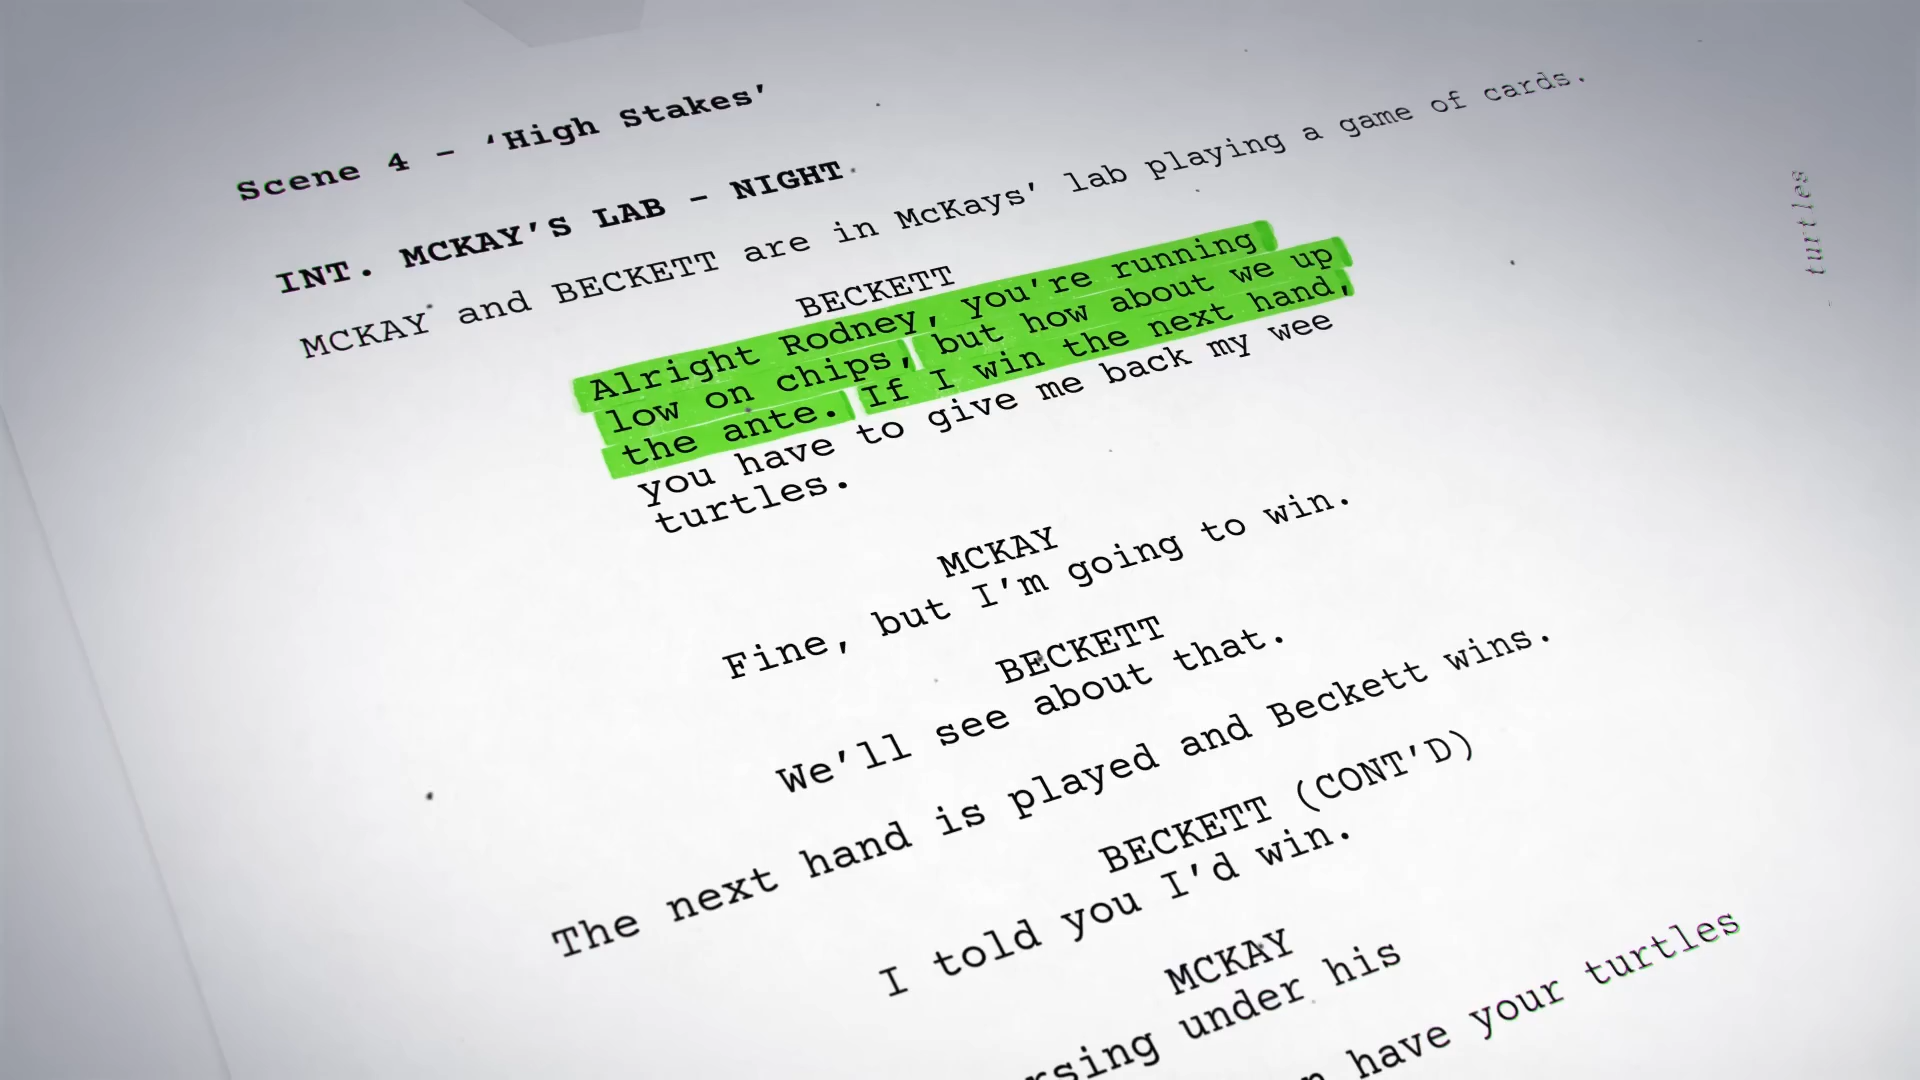 Scene 4 – ‘High Stakes’
INT. MCKAY’S LAB – NIGHT
MCKAY and BECKETT are in McKays’ lab playing a game of cards.
BECKETT
Alright Rodney, you’re running
low on chips, but how about we up
the ante. If I win the next hand,
you have to give me back my wee
turtles.
MCKAY
Fine, but I’m going to win.
BECKETT
We’ll see about that.
The next hand is played and Beckett wins.
BECKETT (CONT’D)
I told you I’d win.
MCKAY
under his
have your turtles
turtles